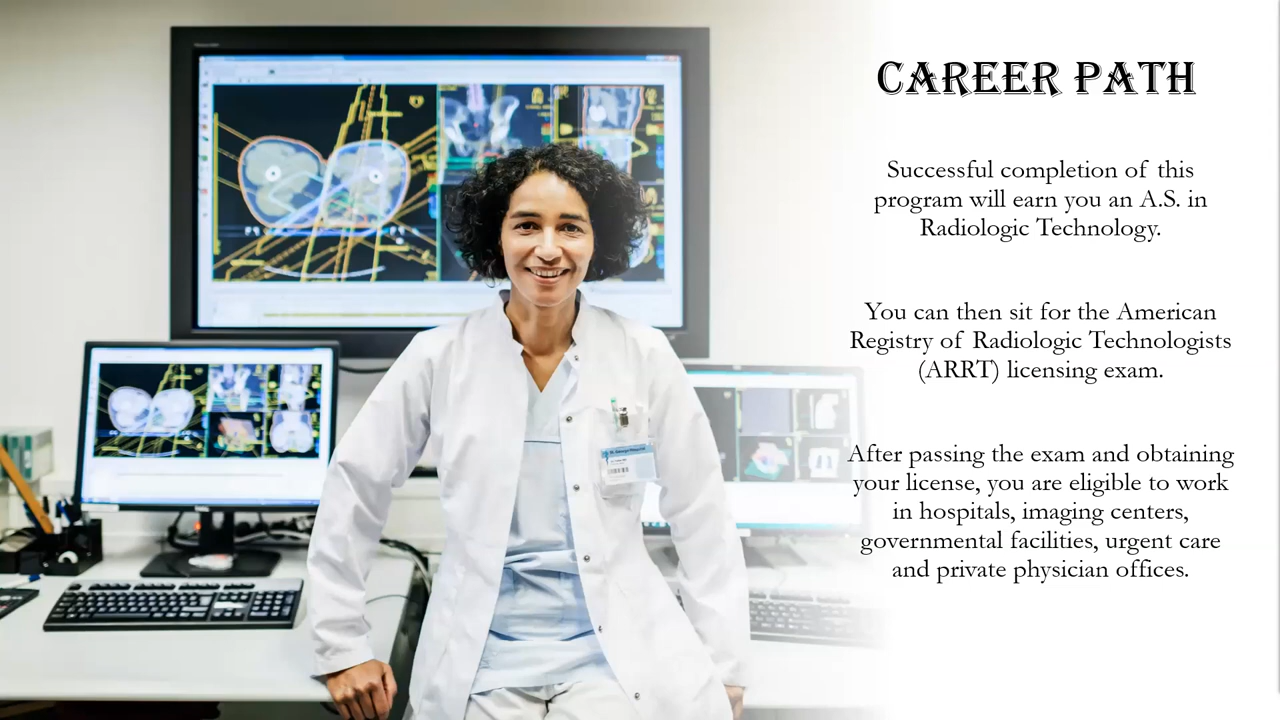 CAREER PATH
Successful completion of this
program will earn you an A.S. in
Radiologic Technology.
You can then sit for the American
Registry of Radiologic Technologists
(ARRT) licensing exam.
After passing the exam and obtaining
your license, you are eligible to work
in hospitals, imaging centers,
governmental facilities, urgent care
and private physician offices.